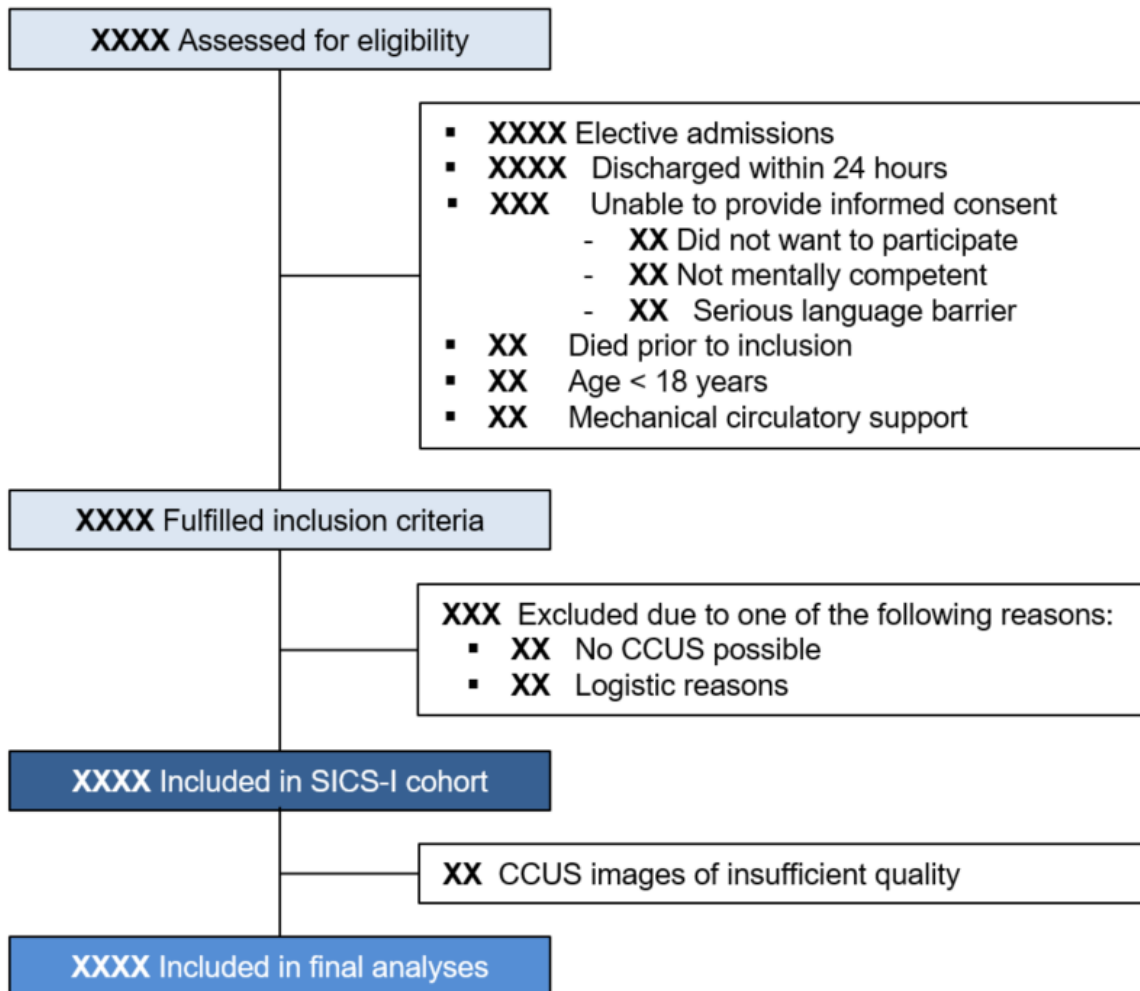 XXXX Assessed for eligibility
▪ XXXX Elective admissions
▪ XXXX Discharged within 24 hours
▪ XXX Unable to provide informed consent
- XX Did not want to participate
- XX Not mentally competent
- XX Serious language barrier
▪ XX Died prior to inclusion
▪ XX Age < 18 years
▪ XX Mechanical circulatory support
XXXX Fulfilled inclusion criteria
XXX Excluded due to one of the following reasons:
▪ XX No CCUS possible
▪ XX Logistic reasons
XXXX Included in SICS-I cohort
XX CCUS images of insufficient quality
XXXX Included in final analyses